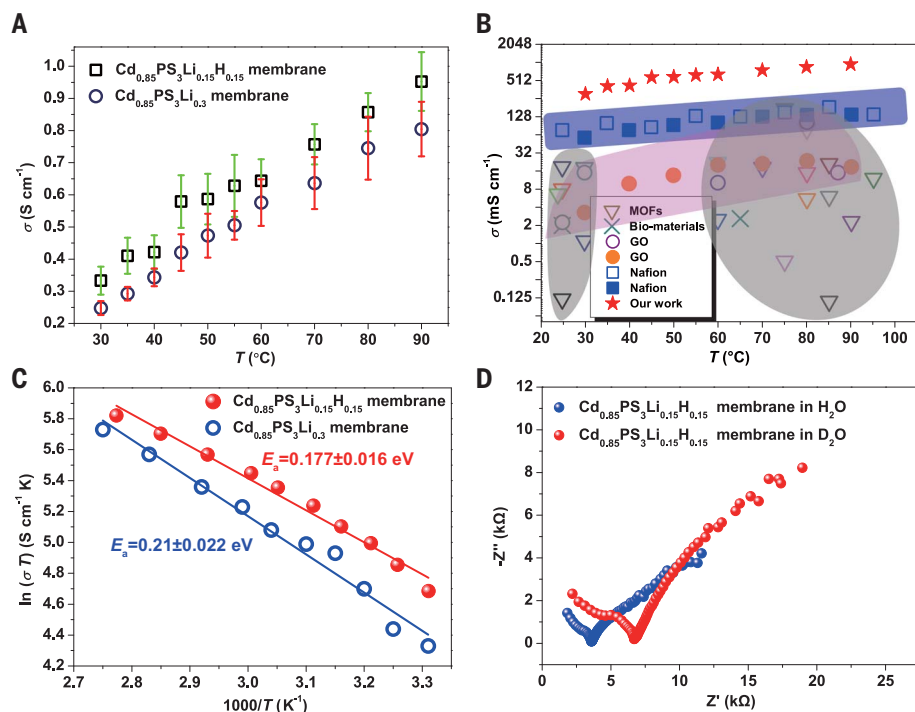 A
σ (S cm⁻¹)
1.0
0.9
0.8
0.7
0.6
0.5
0.4
0.3
0.2
Cd₀.₈₅PS₃Li₀.₁₅H₀.₁₅ membrane
Cd₀.₈₅PS₃Li₀.₃ membrane
30 40 50 60 70 80 90
T (°C)
B
σ (mS cm⁻¹)
2048
512
128
32
8
2
0.5
0.125
MOFs
Bio-materials
GO
GO
Nafion
Nafion
Our work
20 30 40 50 60 70 80 90 100
T (°C)
C
ln (σ T) (S cm⁻¹ K)
6.0
5.8
5.6
5.4
5.2
5.0
4.8
4.6
4.4
4.2
Cd₀.₈₅PS₃Li₀.₁₅H₀.₁₅ membrane
Cd₀.₈₅PS₃Li₀.₃ membrane
Eₐ=0.177±0.016 eV
Eₐ=0.21±0.022 eV
2.7 2.8 2.9 3.0 3.1 3.2 3.3
1000/T (K⁻¹)
D
-Z'' (kΩ)
-12
-10
8
6
4
2
0
-2
Cd₀.₈₅PS₃Li₀.₁₅H₀.₁₅ membrane in H₂O
Cd₀.₈₅PS₃Li₀.₁₅H₀.₁₅ membrane in D₂O
0 5 10 15 20 25
Z' (kΩ)